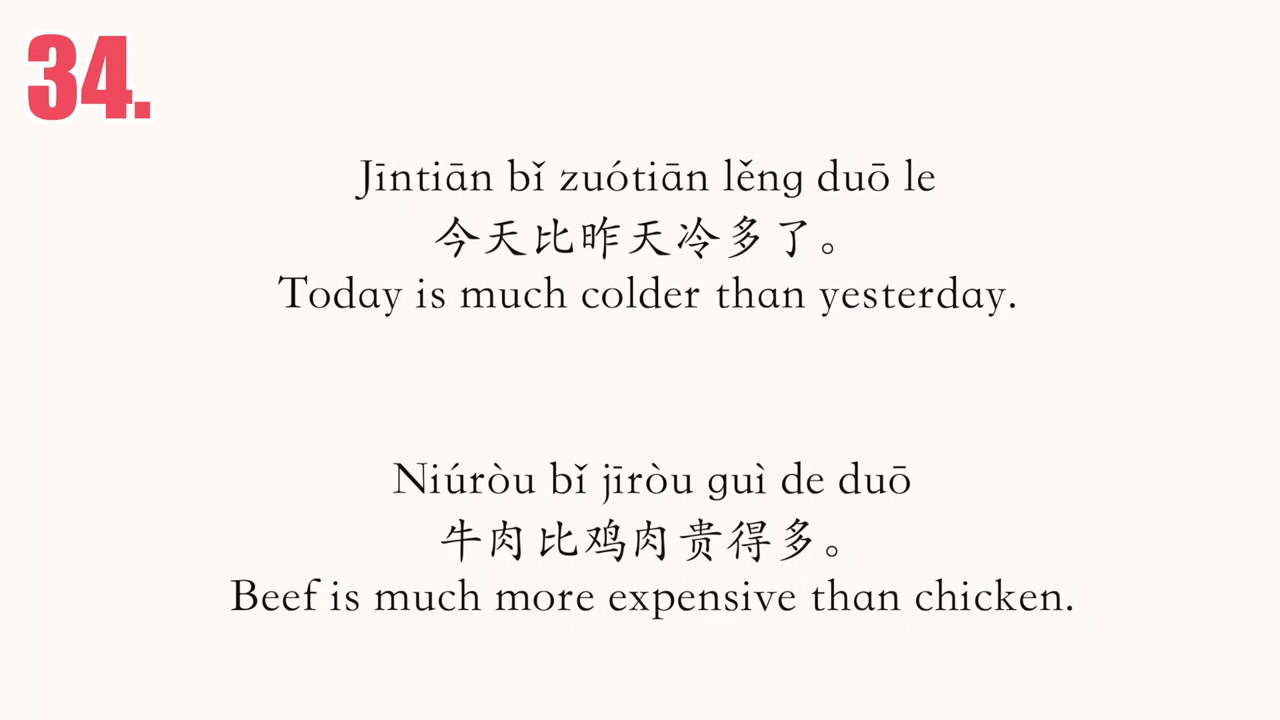 34.
Jīntiān bǐ zuótiān lěng duō le
今天比昨天冷多了。
Today is much colder than yesterday.
Niúròu bǐ jīròu guì de duō
牛肉比鸡肉贵得多。
Beef is much more expensive than chicken.